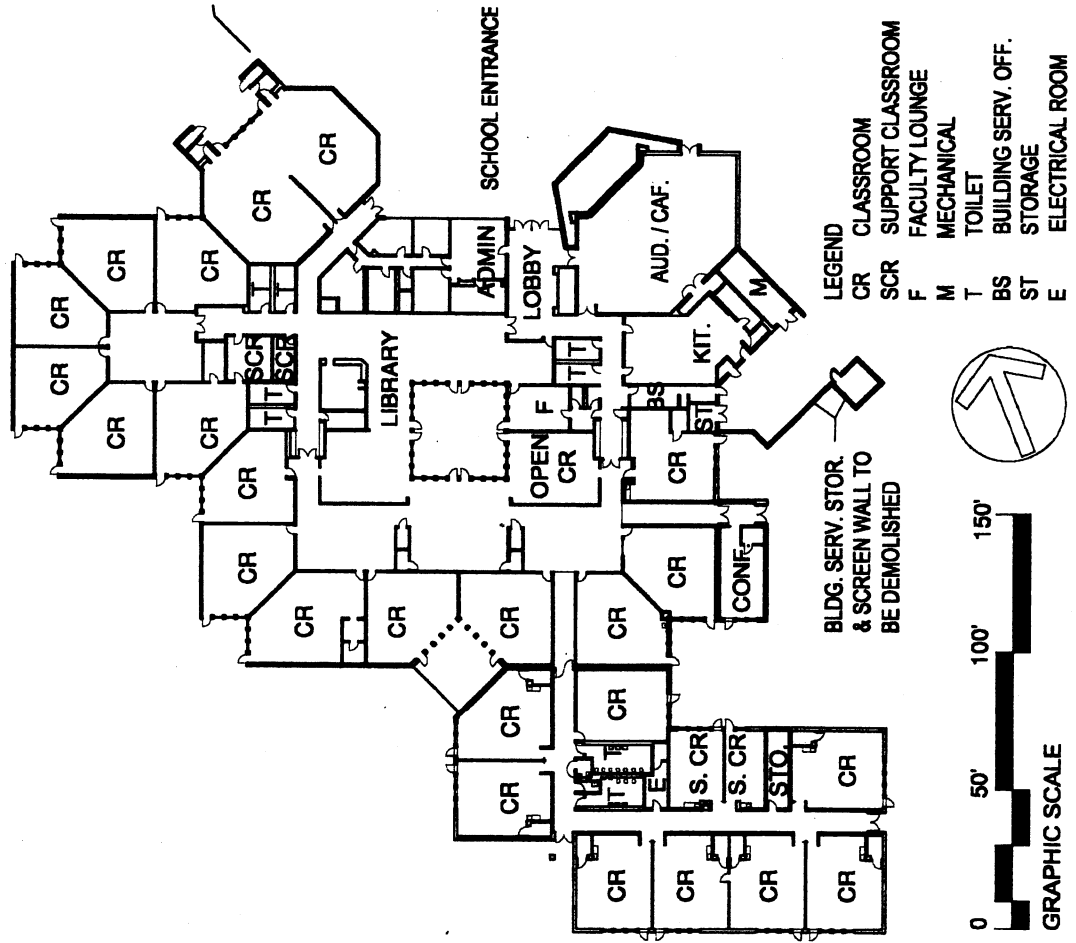 CR
CR
CR
CR
CR
CR
CR
CR
SCR
SCR
T
T
CR
CR
CR
CR
CR
LIBRARY
ADMIN
SCHOOL ENTRANCE
LOBBY
OPEN
CR
F
T
T
AUD. / CAF.
KIT.
M
BS
ST
CR
CR
CONF.
CR
CR
CR
CR
T
T
E
S. CR
S. CR
STO.
CR
CR
CR
CR
CR
BLDG. SERV. STOR.
& SCREEN WALL TO
BE DEMOLISHED
LEGEND
CR CLASSROOM
SCR SUPPORT CLASSROOM
F FACULTY LOUNGE
M MECHANICAL
T TOILET
BS BUILDING SERV. OFF.
ST STORAGE
E ELECTRICAL ROOM
0 50' 100' 150'
GRAPHIC SCALE